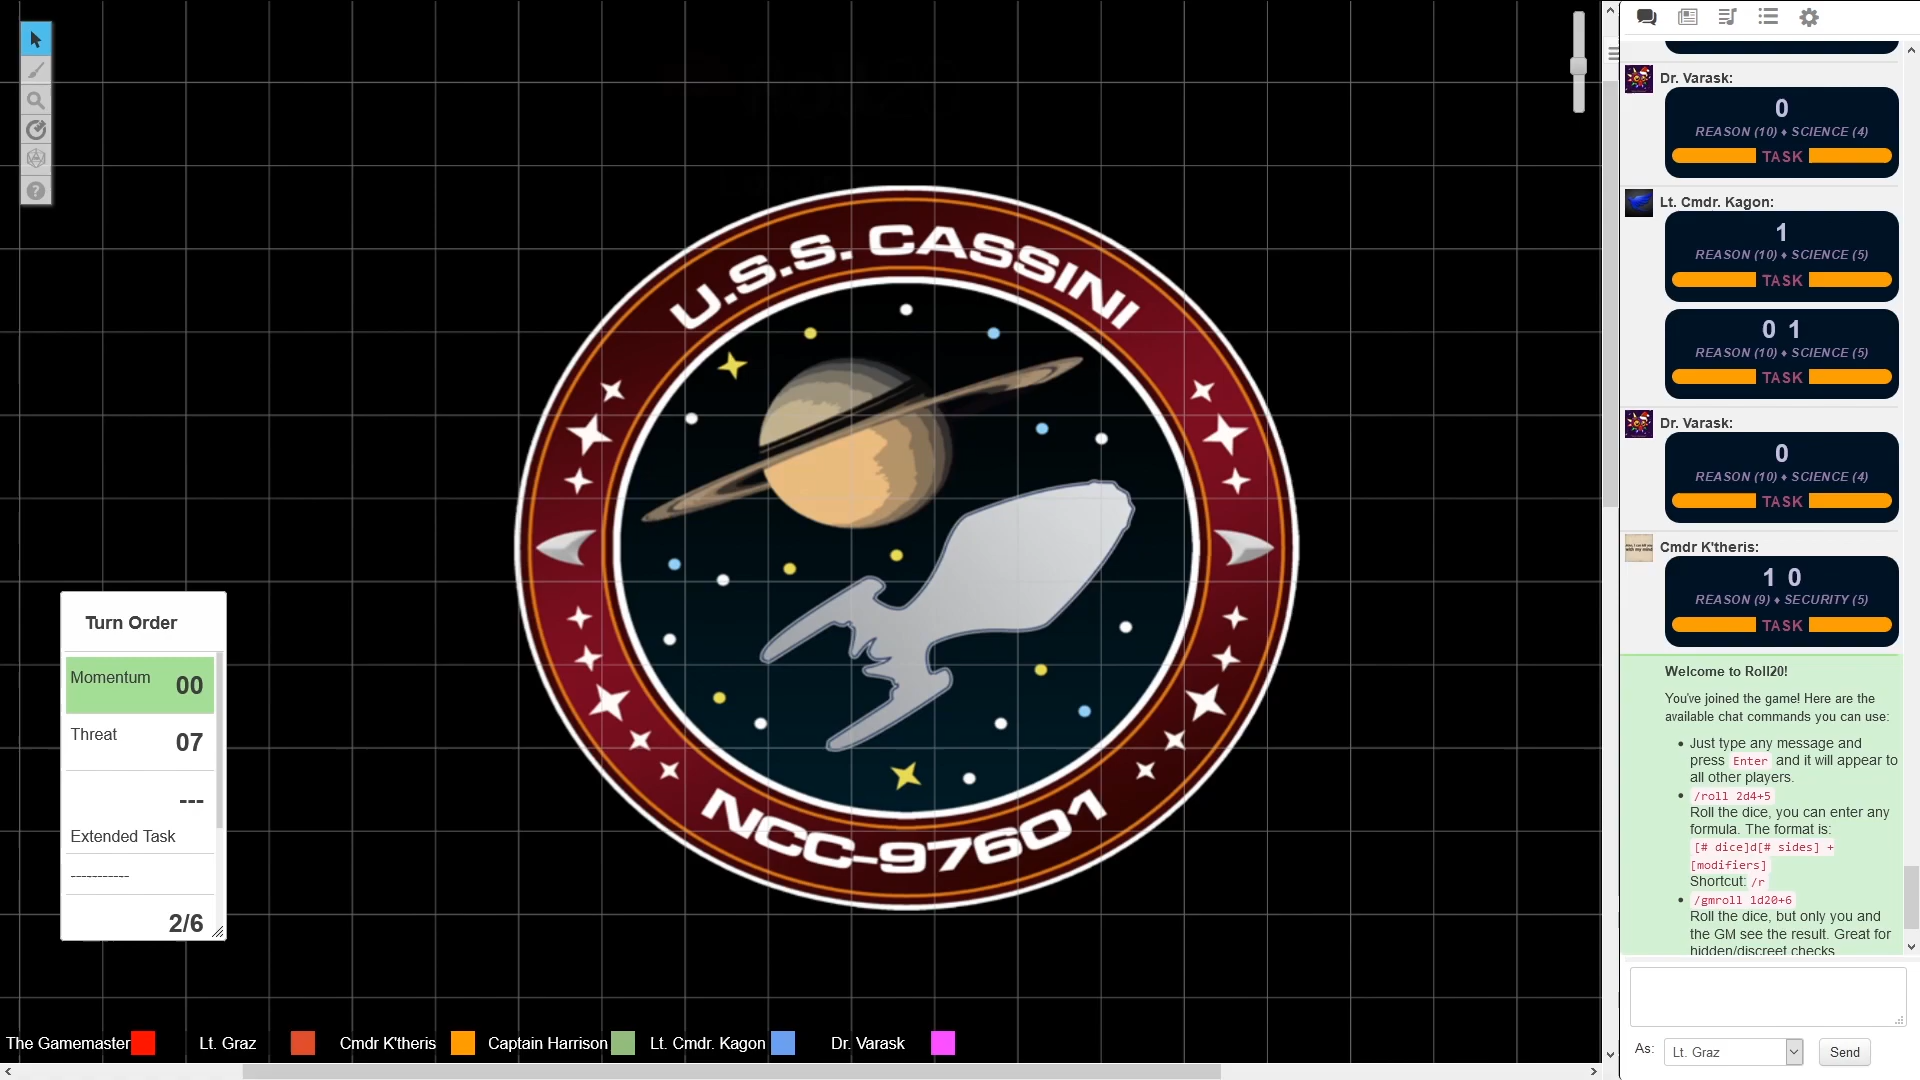 U.S.S. CASSINI
NCC-97601
Turn Order
Momentum 00
Threat 07
---
Extended Task
-----------
2/6
The Gamemaster
Lt. Graz
Cmdr K'theris
Captain Harrison
Lt. Cmdr. Kagon
Dr. Varask
Dr. Varask:
0
REASON (10) ♦ SCIENCE (4)
TASK
Lt. Cmdr. Kagon:
1
REASON (10) ♦ SCIENCE (5)
TASK
0 1
REASON (10) ♦ SCIENCE (5)
TASK
Dr. Varask:
0
REASON (10) ♦ SCIENCE (4)
TASK
Cmdr K'theris:
1 0
REASON (9) ♦ SECURITY (5)
TASK
Welcome to Roll20!
You've joined the game! Here are the
available chat commands you can use:
• Just type any message and
press Enter and it will appear to
all other players.
• /roll 2d4+5
Roll the dice, you can enter any
formula. The format is:
[# dice]d[# sides] +
[modifiers]
Shortcut: /r
• /gmroll 1d20+6
Roll the dice, but only you and
the GM see the result. Great for
hidden/discreet checks
As: Lt. Graz Send